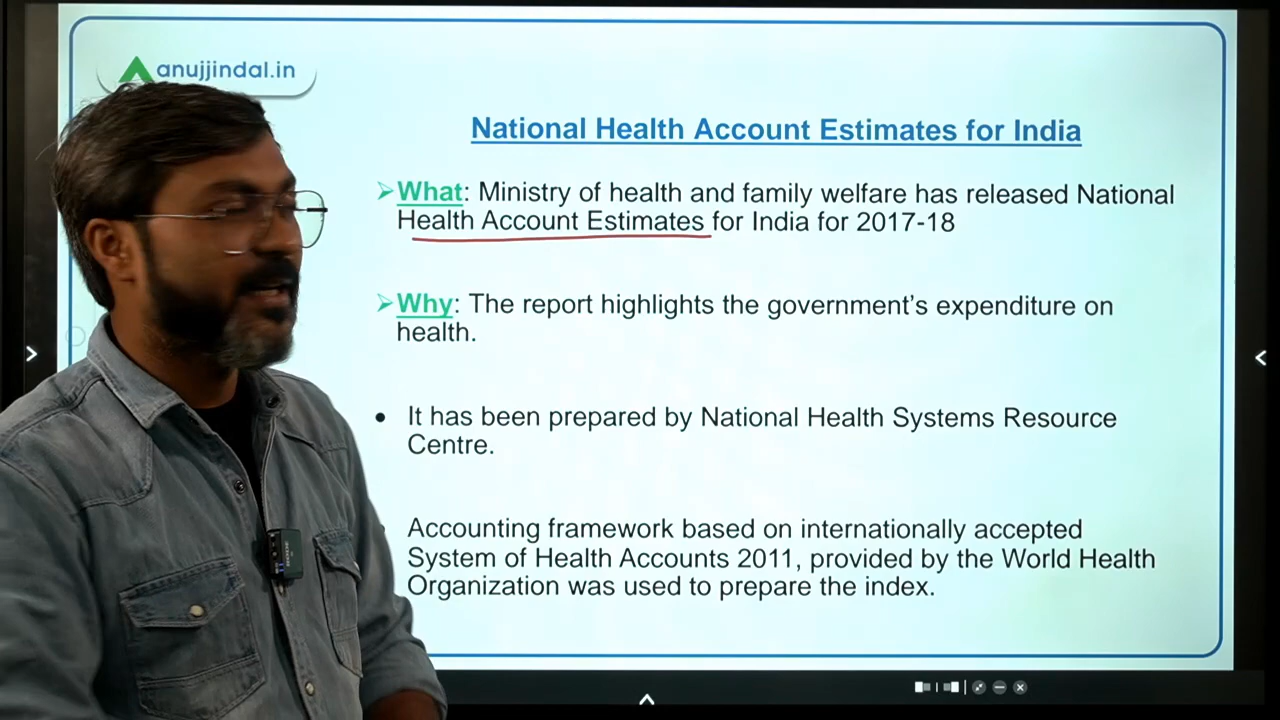 anujjindal.in
National Health Account Estimates for India
What: Ministry of health and family welfare has released National
Health Account Estimates for India for 2017-18
Why: The report highlights the government's expenditure on
health.
It has been prepared by National Health Systems Resource
Centre.
Accounting framework based on internationally accepted
System of Health Accounts 2011, provided by the World Health
Organization was used to prepare the index.